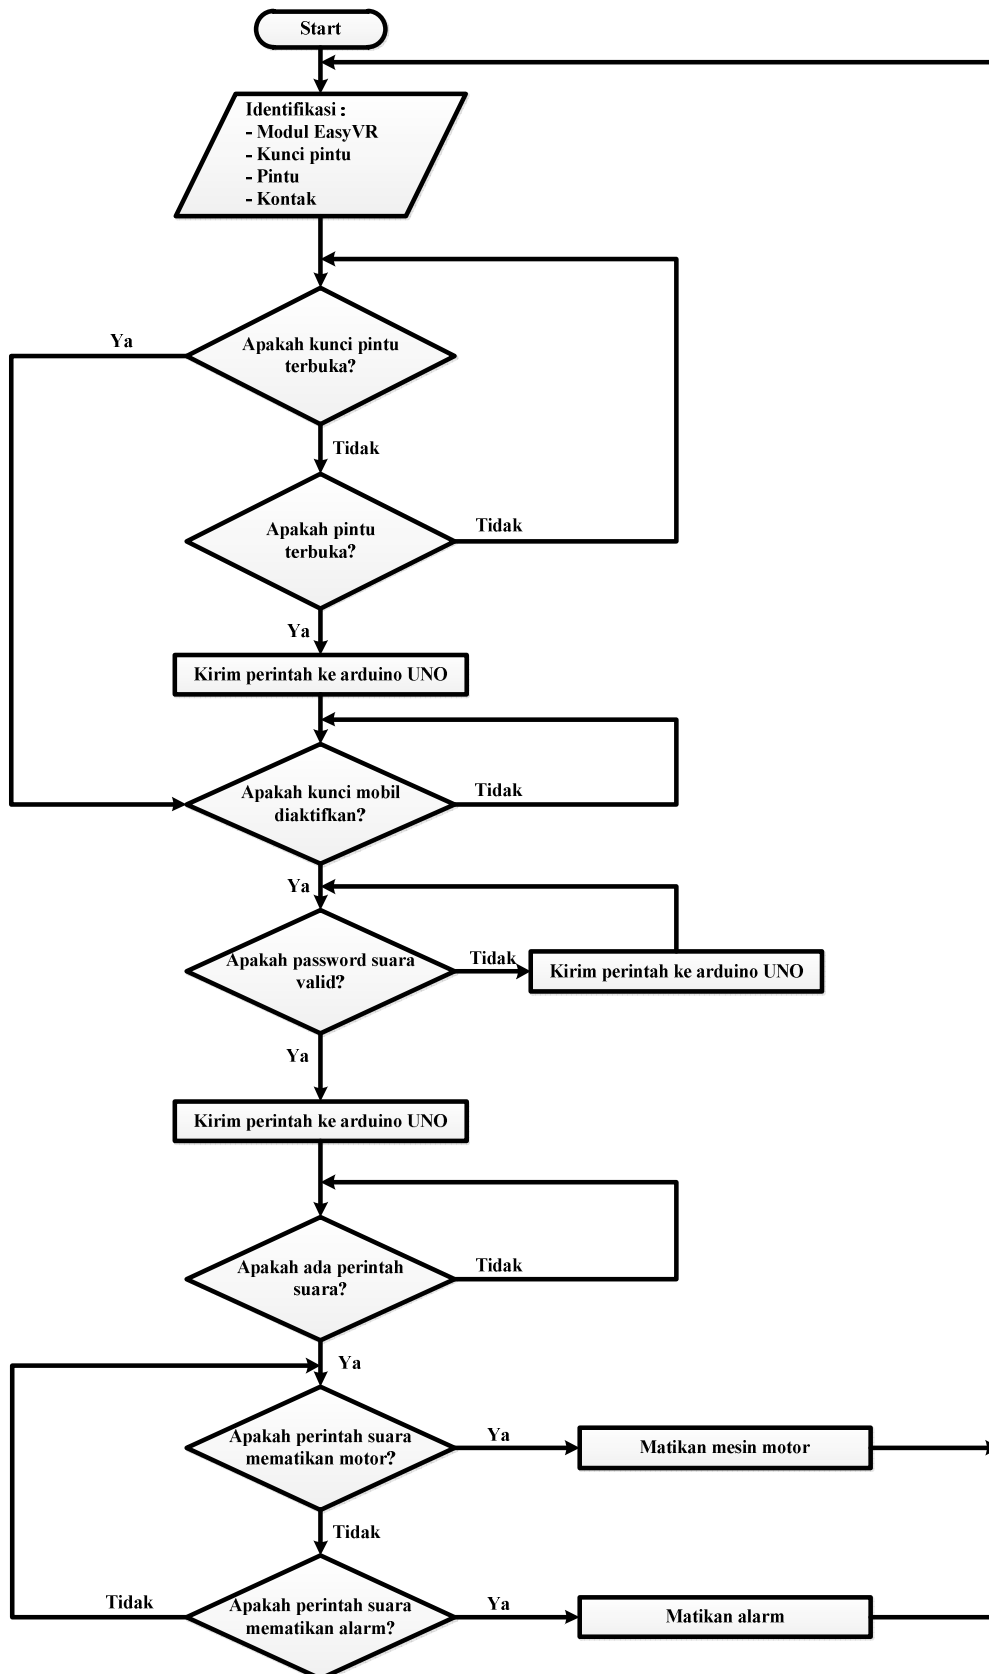 Start
Identifikasi :
- Modul EasyVR
- Kunci pintu
- Pintu
- Kontak
Ya
Apakah kunci pintu
terbuka?
Tidak
Apakah pintu
terbuka?
Tidak
Ya
Kirim perintah ke arduino UNO
Apakah kunci mobil
diaktifkan?
Tidak
Ya
Apakah password suara
valid?
Tidak
Kirim perintah ke arduino UNO
Ya
Kirim perintah ke arduino UNO
Apakah ada perintah
suara?
Tidak
Ya
Apakah perintah suara
mematikan motor?
Ya
Matikan mesin motor
Tidak
Tidak
Apakah perintah suara
mematikan alarm?
Ya
Matikan alarm